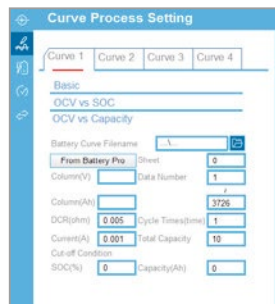 Curve Process Setting
Curve 1 Curve 2 Curve 3 Curve 4
Basic
OCV vs SOC
OCV vs Capacity
Battery Curve Filename ...\...
From Battery Pro Sheet 0
Column(V) Data Number 1
/
Column(Ah) 3726
DCR(ohm) 0.005 Cycle Times(time) 1
Current(A) 0.001 Total Capacity 10
Cut-off Condition
SOC(%) 0 Capacity(Ah) 0